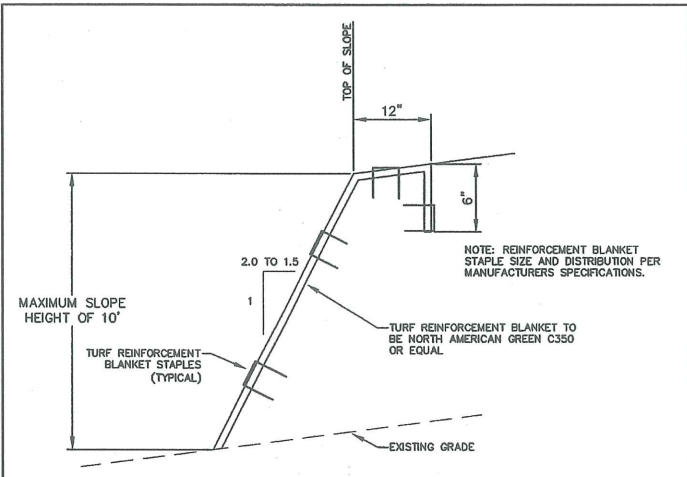 TOP OF SLOPE
12"
6"
2.0 TO 1.5
1
NOTE: REINFORCEMENT BLANKET
STAPLE SIZE AND DISTRIBUTION PER
MANUFACTURERS SPECIFICATIONS.
MAXIMUM SLOPE
HEIGHT OF 10'
TURF REINFORCEMENT BLANKET TO
BE NORTH AMERICAN GREEN C350
OR EQUAL
TURF REINFORCEMENT
BLANKET STAPLES
(TYPICAL)
EXISTING GRADE